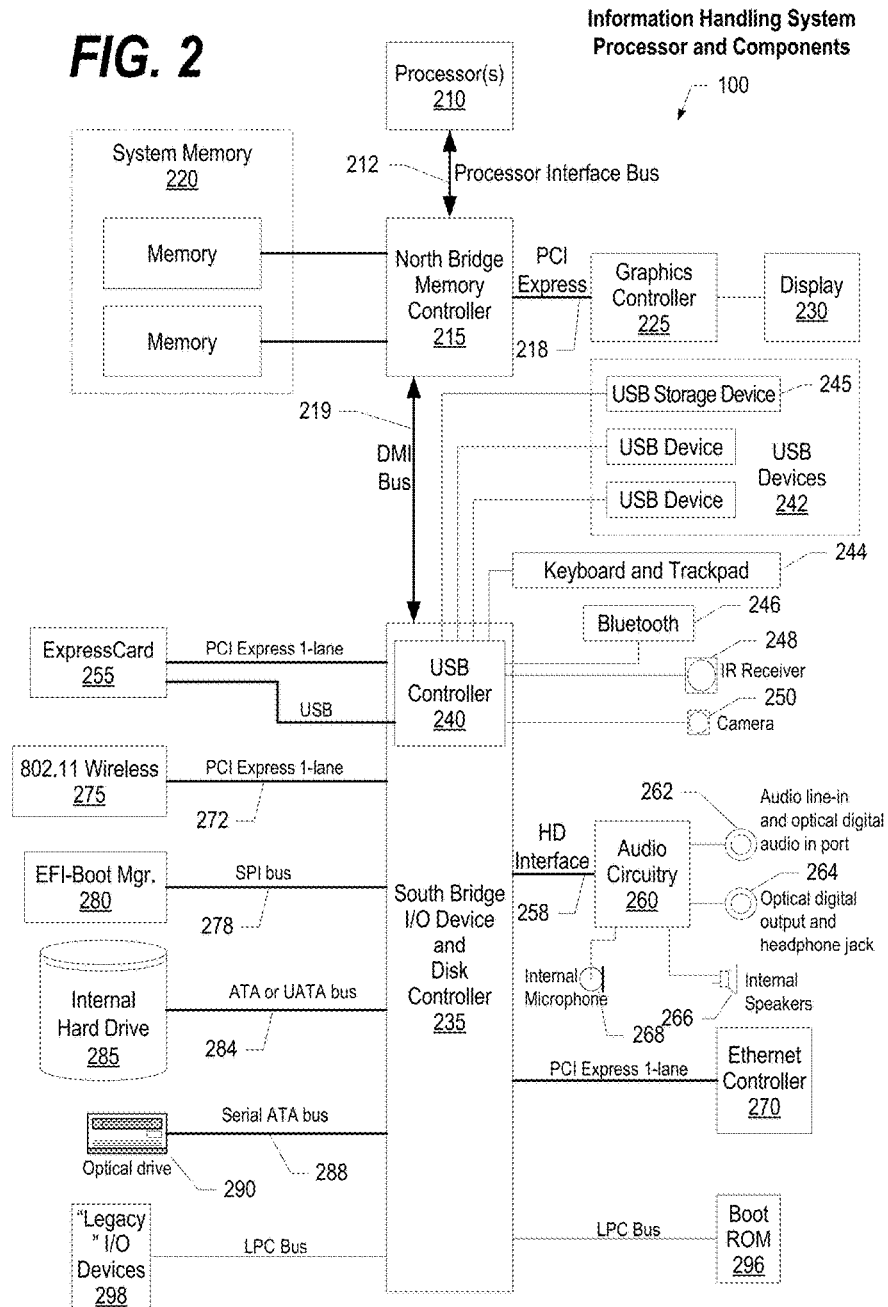 FIG. 2
Information Handling System
Processor and Components
100
Processor(s)
210
212
Processor Interface Bus
System Memory
220
Memory
Memory
North Bridge
Memory
Controller
215
PCI
Express
218
Graphics
Controller
225
Display
230
219
DMI
Bus
USB Storage Device
245
USB Device
USB Device
USB
Devices
242
Keyboard and Trackpad
244
Bluetooth
246
IR Receiver
248
Camera
250
USB
Controller
240
ExpressCard
255
PCI Express 1-lane
USB
802.11 Wireless
275
PCI Express 1-lane
272
EFI-Boot Mgr.
280
SPI bus
278
Internal
Hard Drive
285
ATA or UATA bus
284
Optical drive
290
Serial ATA bus
288
"Legacy
" I/O
Devices
298
LPC Bus
South Bridge
I/O Device
and
Disk
Controller
235
HD
Interface
258
Audio
Circuitry
260
262
Audio line-in
and optical digital
audio in port
264
Optical digital
output and
headphone jack
Internal
Microphone
268
266
Internal
Speakers
PCI Express 1-lane
Ethernet
Controller
270
LPC Bus
Boot
ROM
296